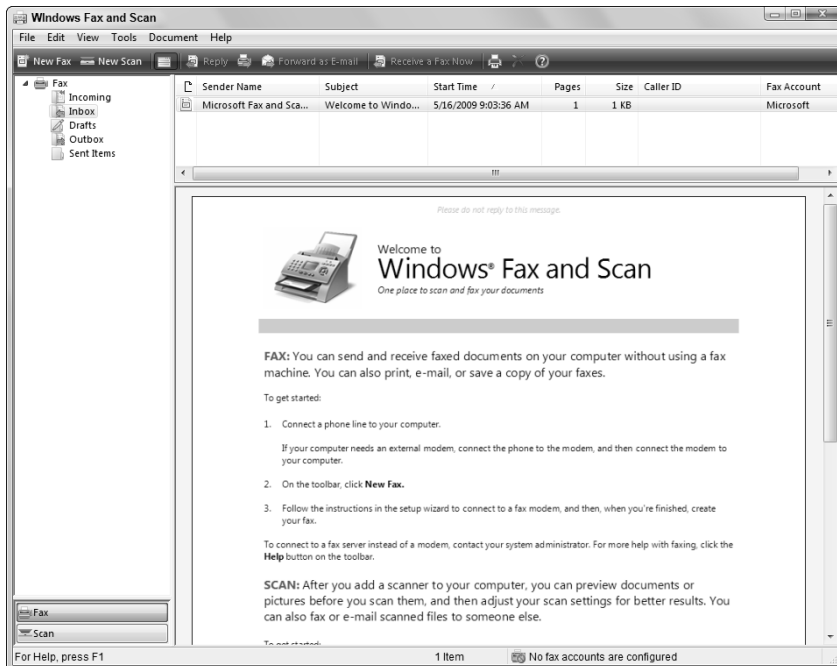 Windows Fax and Scan
File Edit View Tools Document Help
New Fax New Scan Reply Forward as E-mail Receive a Fax Now
Fax
Incoming
Inbox
Drafts
Outbox
Sent Items
Sender Name Subject Start Time Pages Size Caller ID Fax Account
Microsoft Fax and Sca... Welcome to Windo... 5/16/2009 9:03:36 AM 1 1 KB Microsoft
Please do not reply to this message.
Welcome to
Windows® Fax and Scan
One place to scan and fax your documents
FAX: You can send and receive faxed documents on your computer without using a fax
machine. You can also print, e-mail, or save a copy of your faxes.
To get started:
1. Connect a phone line to your computer.
If your computer needs an external modem, connect the phone to the modem, and then connect the modem to
your computer.
2. On the toolbar, click New Fax.
3. Follow the instructions in the setup wizard to connect to a fax modem, and then, when you're finished, create
your fax.
To connect to a fax server instead of a modem, contact your system administrator. For more help with faxing, click the
Help button on the toolbar.
SCAN: After you add a scanner to your computer, you can preview documents or
pictures before you scan them, and then adjust your scan settings for better results. You
can also fax or e-mail scanned files to someone else.
To get started:
Fax
Scan
For Help, press F1 1 Item No fax accounts are configured